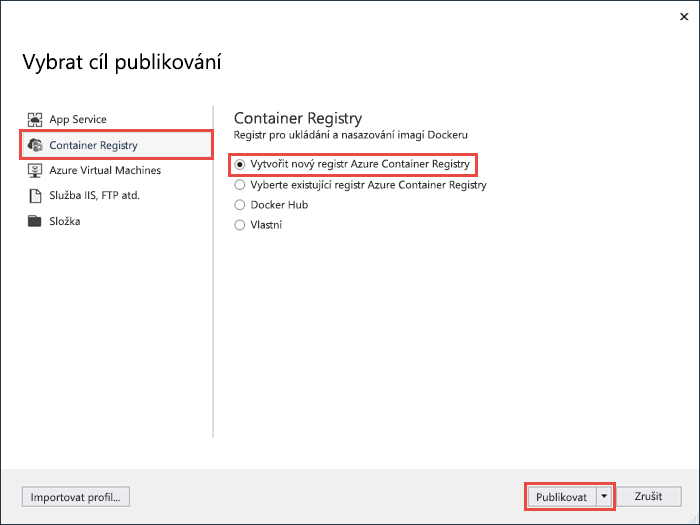 Vybrat cíl publikování
App Service
Container Registry
Azure Virtual Machines
Služba IIS, FTP atd.
Složka
Container Registry
Registr pro ukládání a nasazování imagí Dockeru
Vytvořit nový registr Azure Container Registry
Vyberte existující registr Azure Container Registry
Docker Hub
Vlastní
Importovat profil...
Publikovat
Zrušit